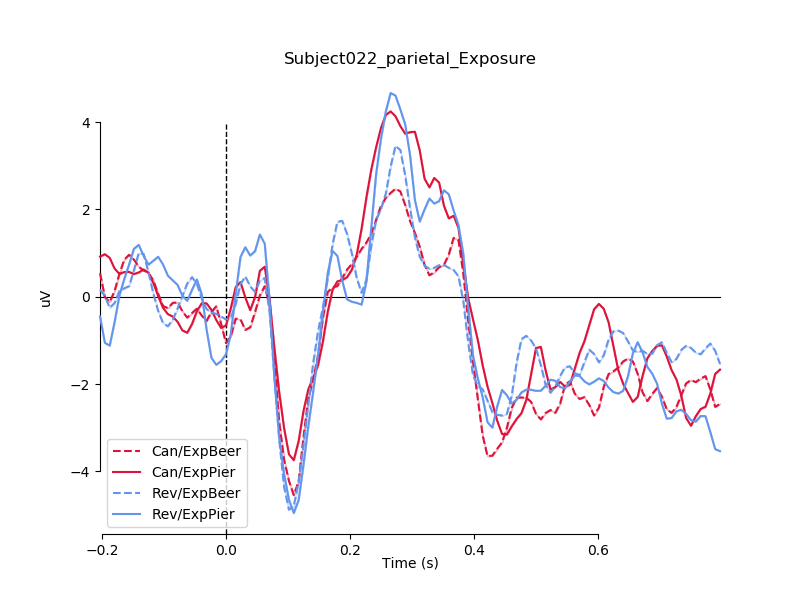 Subject022_parietal_Exposure
4
2
0
−2
−4
uV
Can/ExpBeer
Can/ExpPier
Rev/ExpBeer
Rev/ExpPier
−0.2 0.0 0.2 0.4 0.6
Time (s)